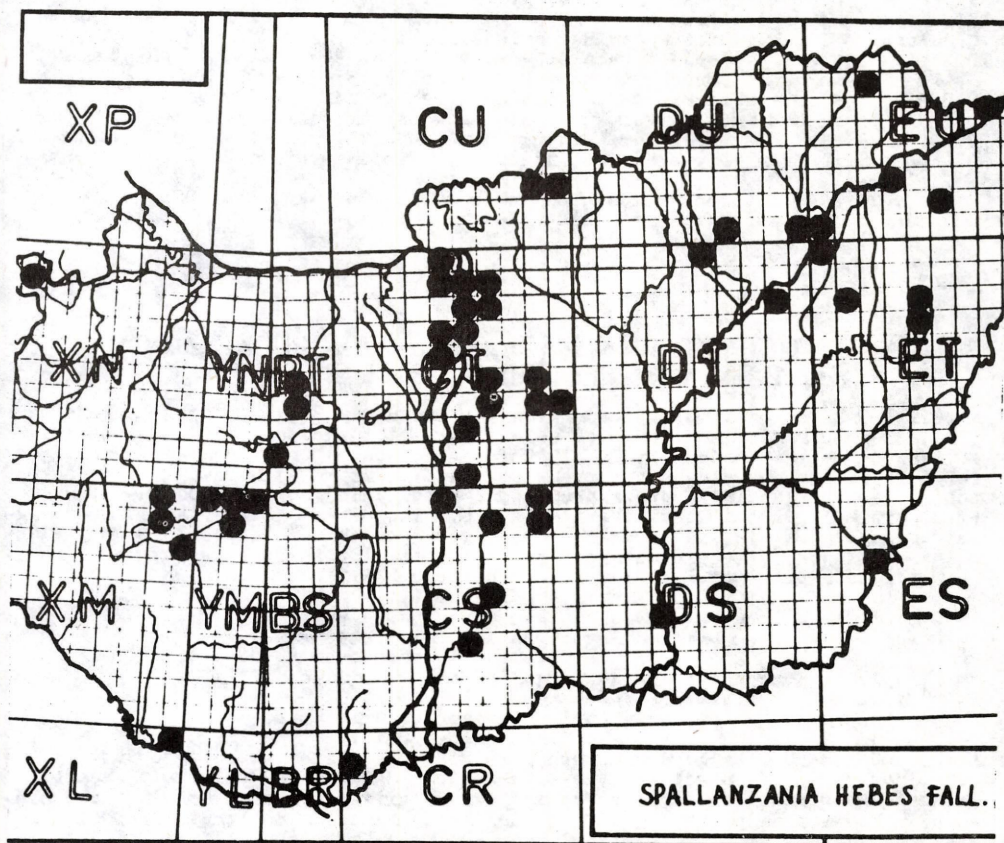 XP CU DU EU
XN YNBT CT DT ET
XM YMBS CS DS ES
XL YLBR CR
SPALLANZANIA HEBES FALL.